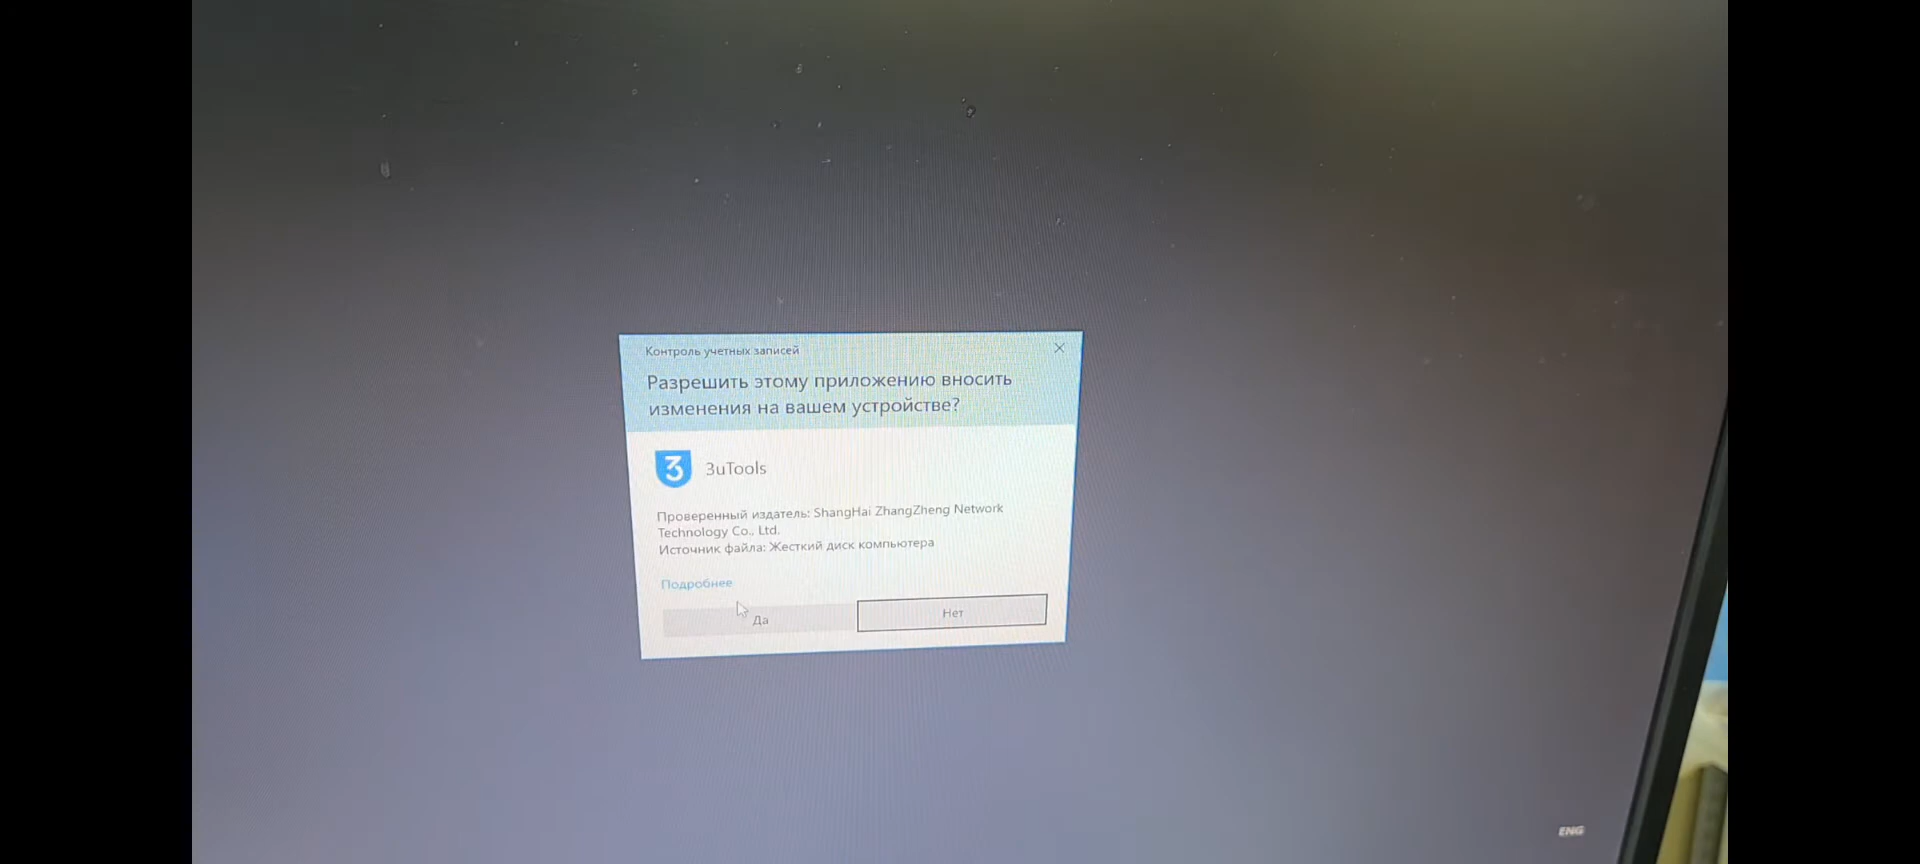 Контроль учетных записей
Разрешить этому приложению вносить
изменения на вашем устройстве?
3 3uTools
Проверенный издатель: ShangHai ZhangZheng Network
Technology Co., Ltd.
Источник файла: Жесткий диск компьютера
Подробнее
Да
Нет
ENG